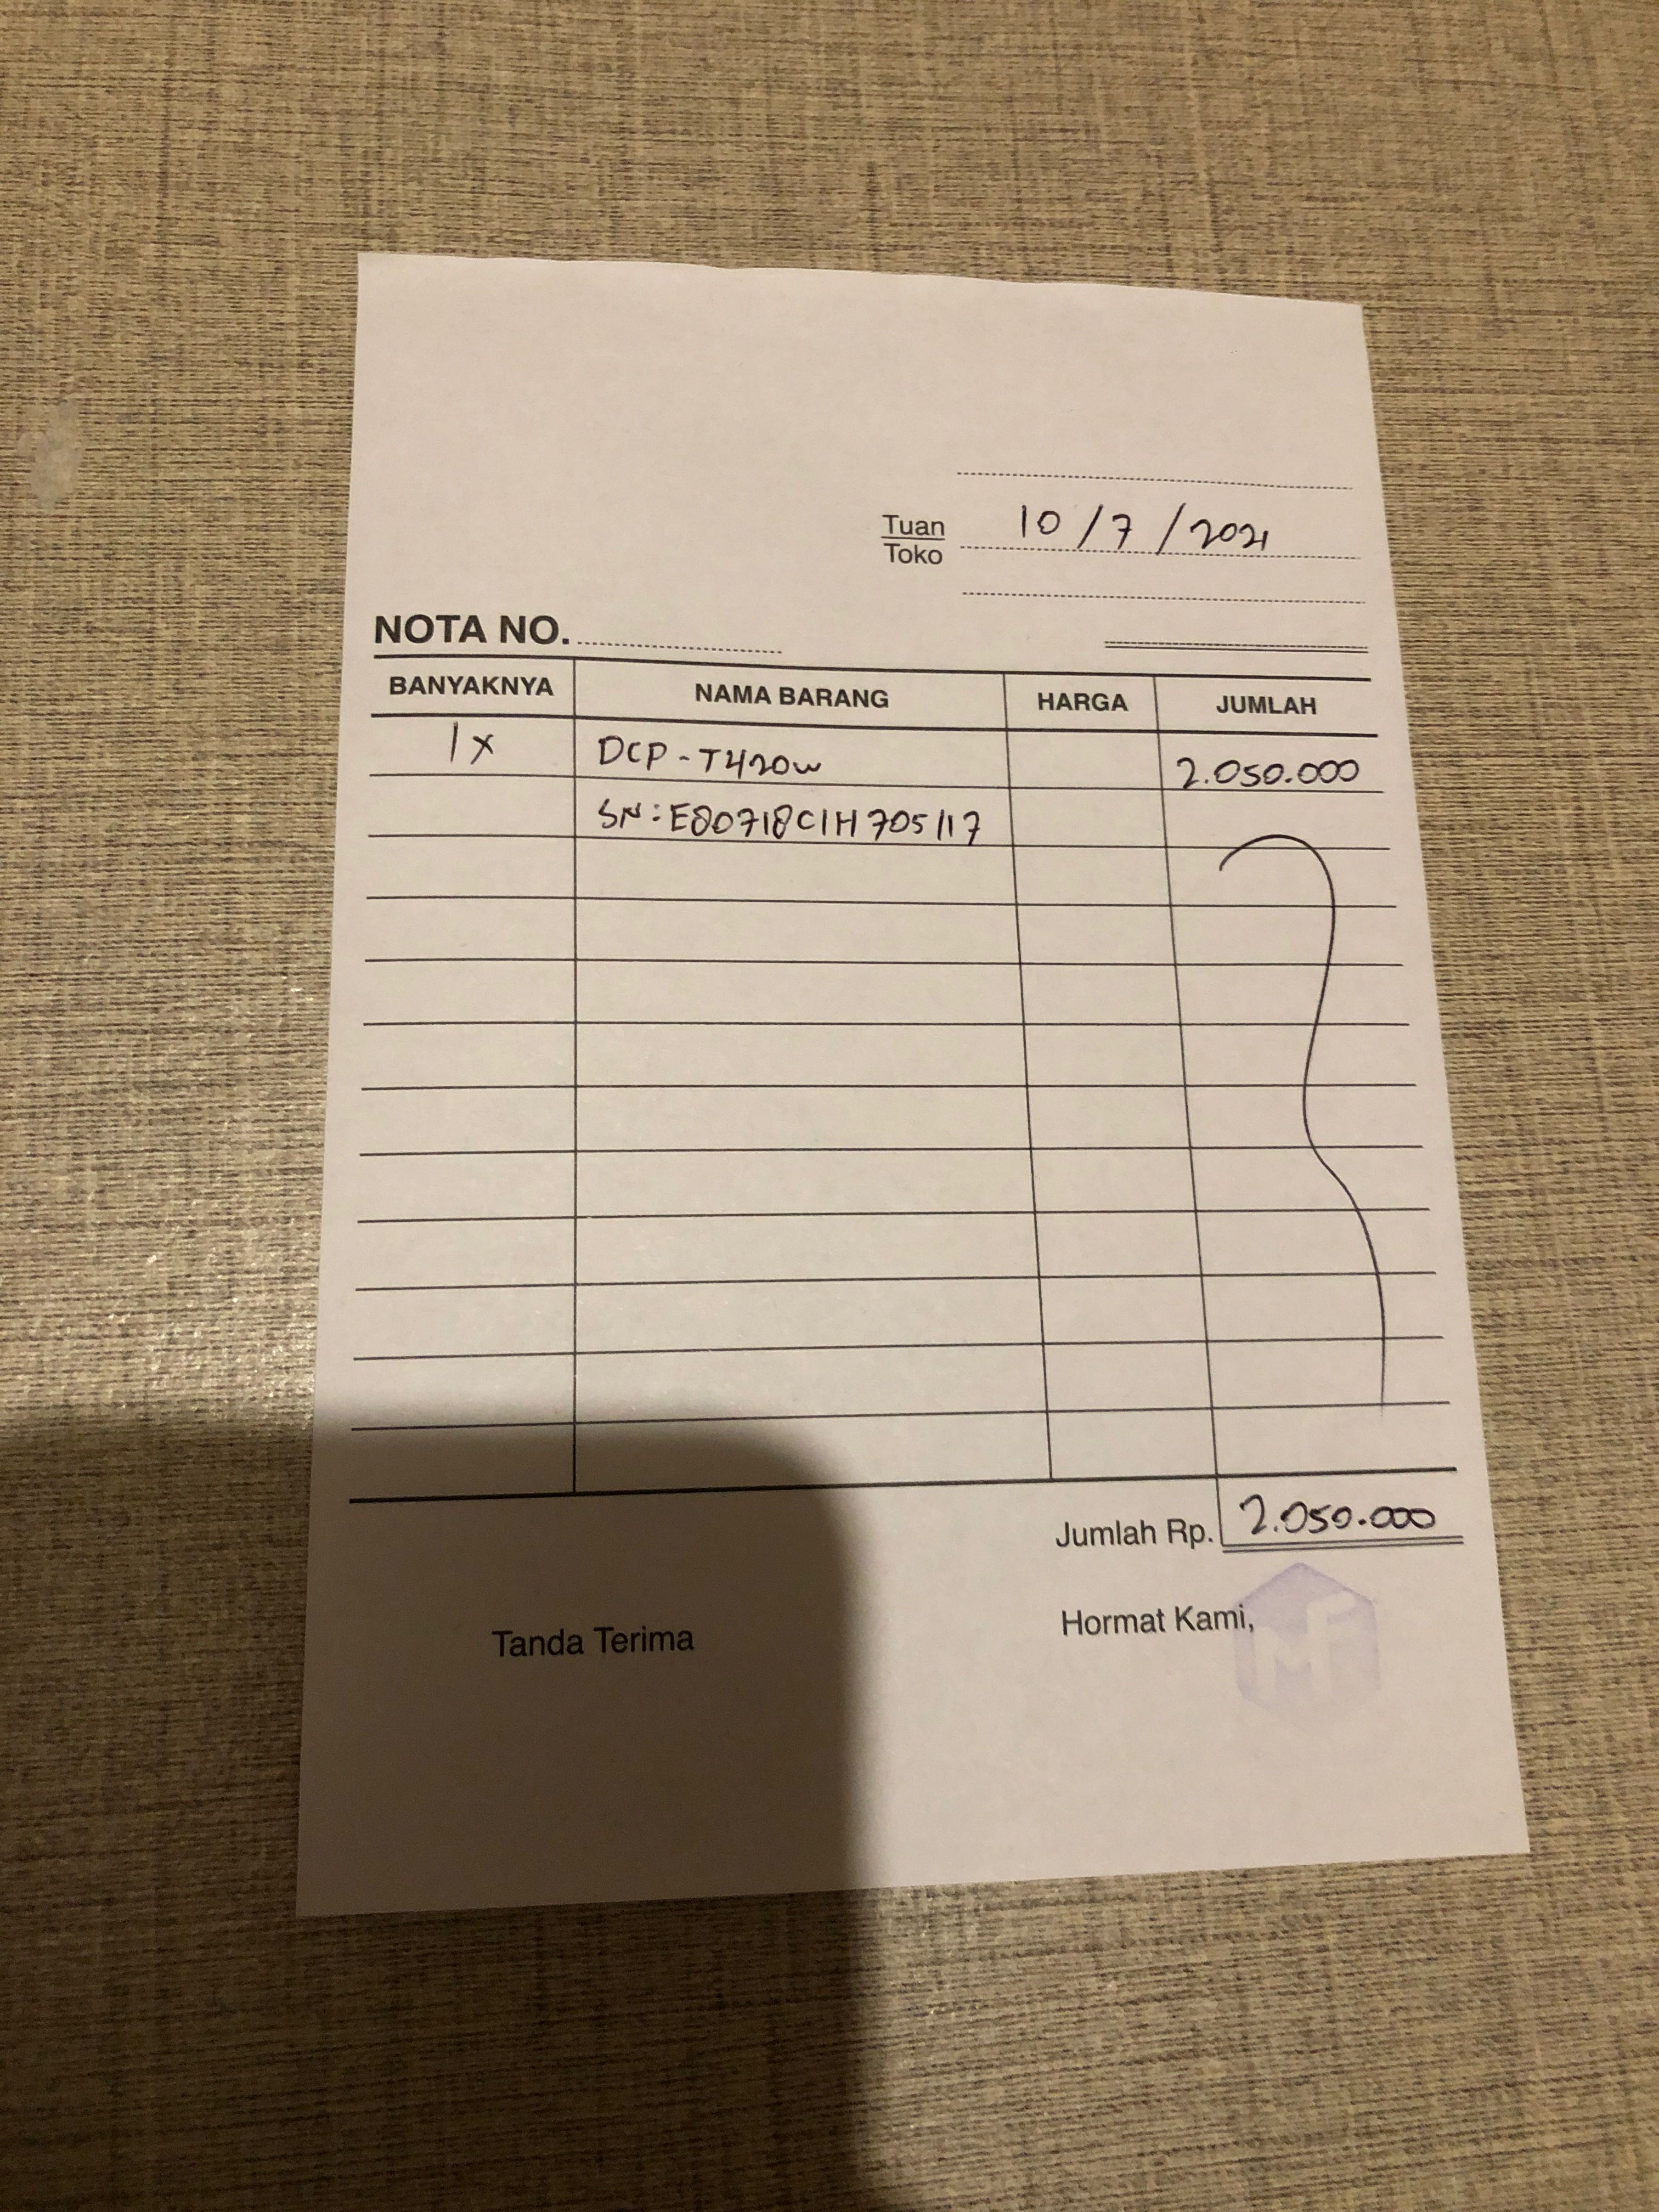 Tuan
Toko
10/7/2021
NOTA NO.
BANYAKNYA NAMA BARANG HARGA JUMLAH
1x DCP-T420W 2.050.000
SN:E80718C1H705117
Jumlah Rp. 2.050.000
Tanda Terima Hormat Kami,
MF